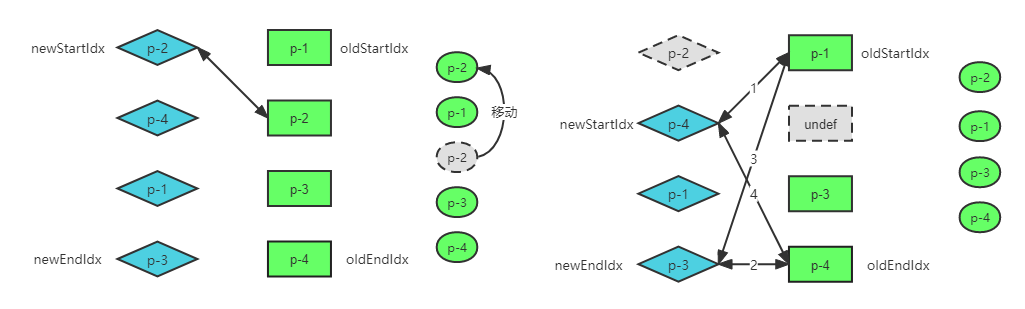 newStartIdx
p-2
p-1
oldStartIdx
p-2
p-4
p-2
p-1
移动
p-2
p-1
p-3
p-3
newEndIdx
p-3
p-4
oldEndIdx
p-4
p-2
p-1
oldStartIdx
p-2
1
newStartIdx
p-4
undef
p-1
3
4
p-1
p-3
p-3
newEndIdx
p-3
2
p-4
oldEndIdx
p-4